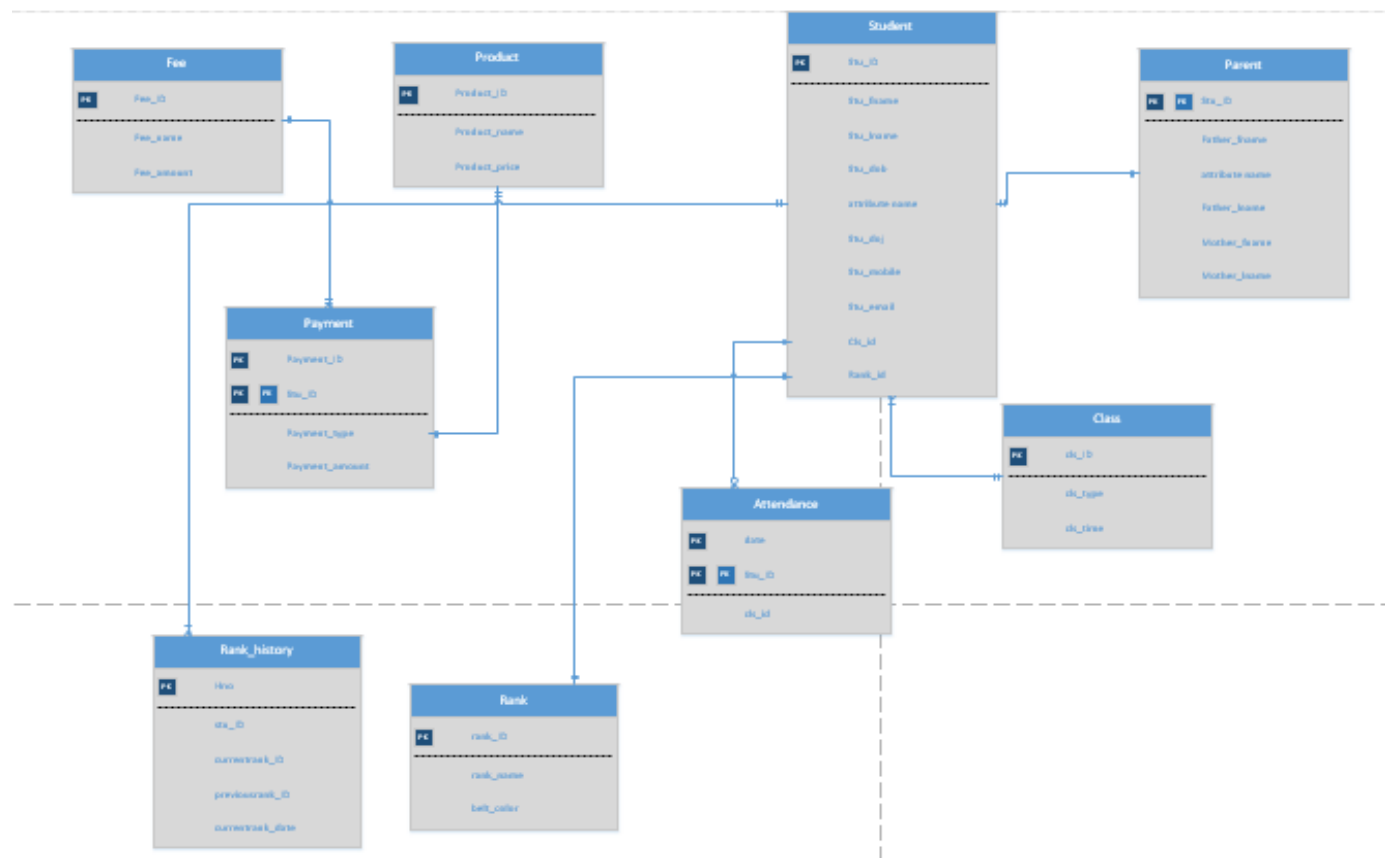 Fee
PK Fee_ID
Fee_name
Fee_amount
Product
PK Product_ID
Product_name
Product_price
Student
PK Stu_ID
Stu_fname
Stu_lname
Stu_dob
attribute name
Stu_doj
Stu_mobile
Stu_email
Cls_id
Rank_id
Parent
PK FK Stu_ID
Father_fname
attribute name
Father_lname
Mother_fname
Mother_lname
Payment
PK Payment_ID
PK FK Stu_ID
Payment_type
Payment_amount
Class
PK cls_ID
cls_type
cls_time
Attendance
PK date
PK FK Stu_ID
cls_id
Rank_history
PK Hno
stu_ID
currentrank_ID
previousrank_ID
currentrank_date
Rank
PK rank_ID
rank_name
belt_color